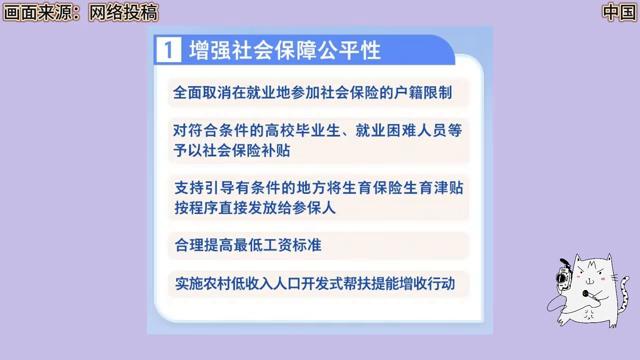 画面来源：网络投稿
中国
1 增强社会保障公平性
全面取消在就业地参加社会保险的户籍限制
对符合条件的高校毕业生、就业困难人员等
予以社会保险补贴
支持引导有条件的地方将生育保险生育津贴
按程序直接发放给参保人
合理提高最低工资标准
实施农村低收入人口开发式帮扶提能增收行动